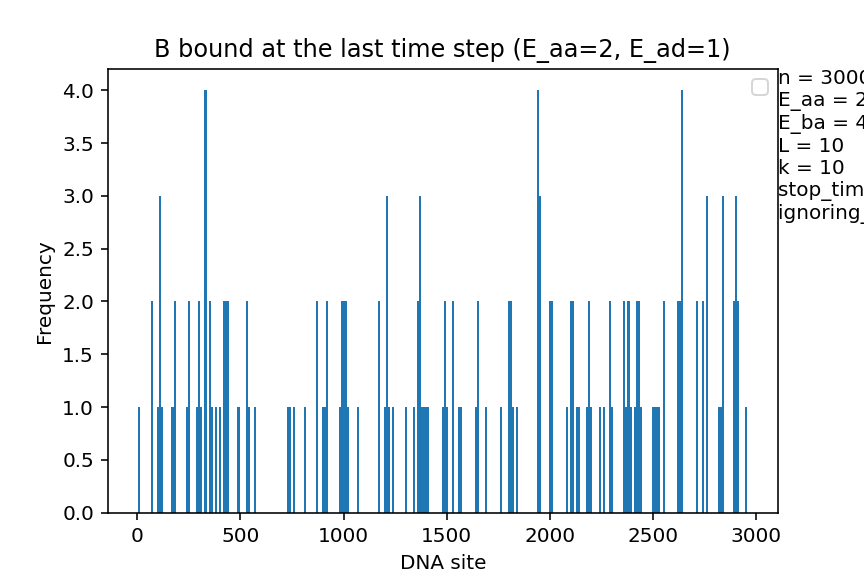 B bound at the last time step (E_aa=2, E_ad=1)
4.0
3.5
3.0
2.5
2.0
1.5
1.0
0.5
0.0
Frequency
0
500
1000
1500
2000
2500
3000
DNA site
n = 3000
E_aa = 2
E_ba = 4
L = 10
k = 10
stop_tim
ignoring_